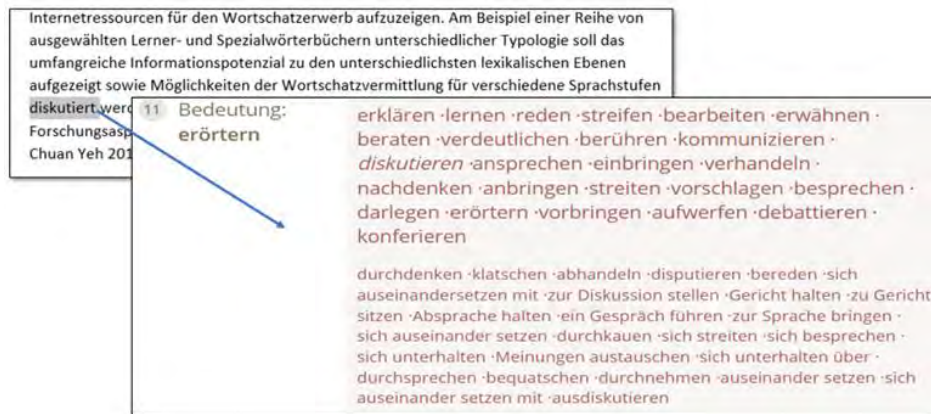 Internetressourcen für den Wortschatzerwerb aufzuzeigen. Am Beispiel einer Reihe von
ausgewählten Lerner- und Spezialwörterbüchern unterschiedlicher Typologie soll das
umfangreiche Informationspotenzial zu den unterschiedlichsten lexikalischen Ebenen
aufgezeigt sowie Möglichkeiten der Wortschatzvermittlung für verschiedene Sprachstufen
diskutiert werd
Forschungsasp
Chuan Yeh 201
11 Bedeutung:
erörtern
erklären ·lernen ·reden ·streifen ·bearbeiten ·erwähnen ·
beraten ·verdeutlichen ·berühren ·kommunizieren ·
diskutieren ·ansprechen ·einbringen ·verhandeln ·
nachdenken ·anbringen ·streiten ·vorschlagen ·besprechen ·
darlegen ·erörtern ·vorbringen ·aufwerfen ·debattieren ·
konferieren
durchdenken ·klatschen ·abhandeln ·disputieren ·bereden ·sich
auseinandersetzen mit ·zur Diskussion stellen ·Gericht halten ·zu Gericht
sitzen ·Absprache halten ·ein Gespräch führen ·zur Sprache bringen ·
sich auseinander setzen ·durchkauen ·sich streiten ·sich besprechen ·
sich unterhalten ·Meinungen austauschen ·sich unterhalten über ·
durchsprechen ·bequatschen ·durchnehmen ·auseinander setzen ·sich
auseinander setzen mit ·ausdiskutieren